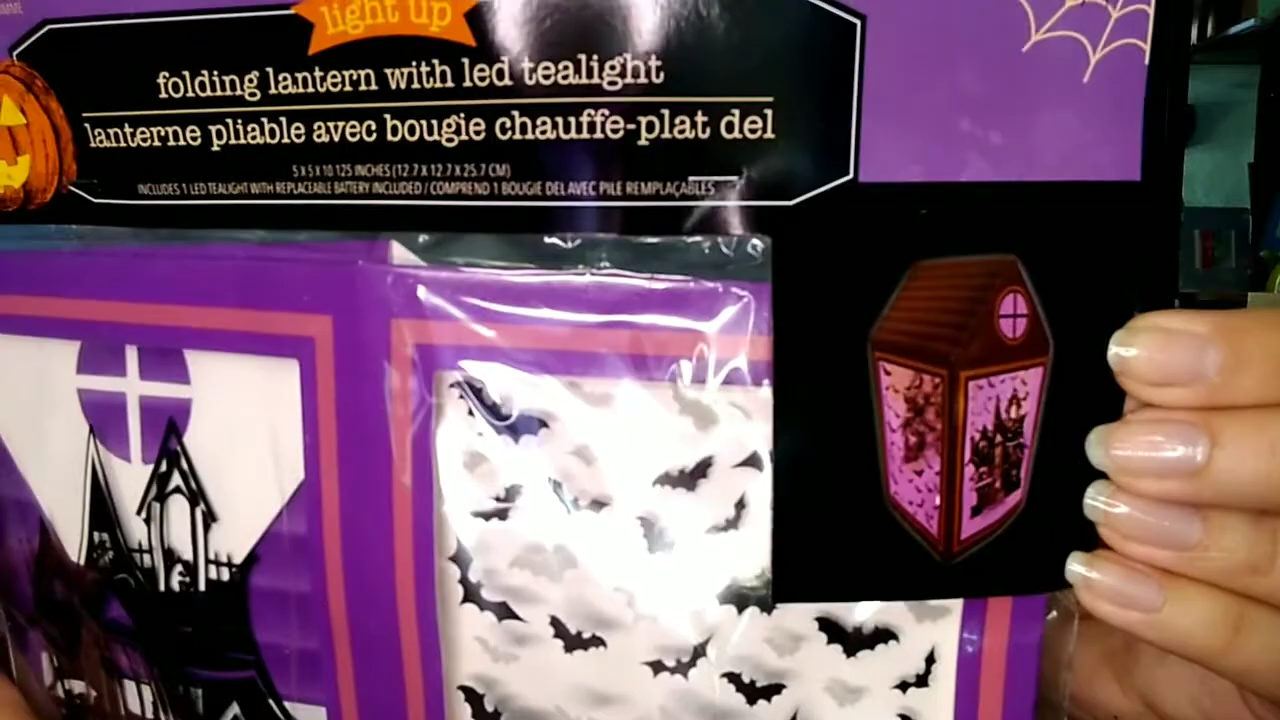 light up
folding lantern with led tealight
lanterne pliable avec bougie chauffe-plat del
5 X 5 X 10.125 INCHES (12.7 X 12.7 X 25.7 CM)
INCLUDES 1 LED TEALIGHT WITH REPLACEABLE BATTERY INCLUDED / COMPREND 1 BOUGIE DEL AVEC PILE REMPLAÇABLES